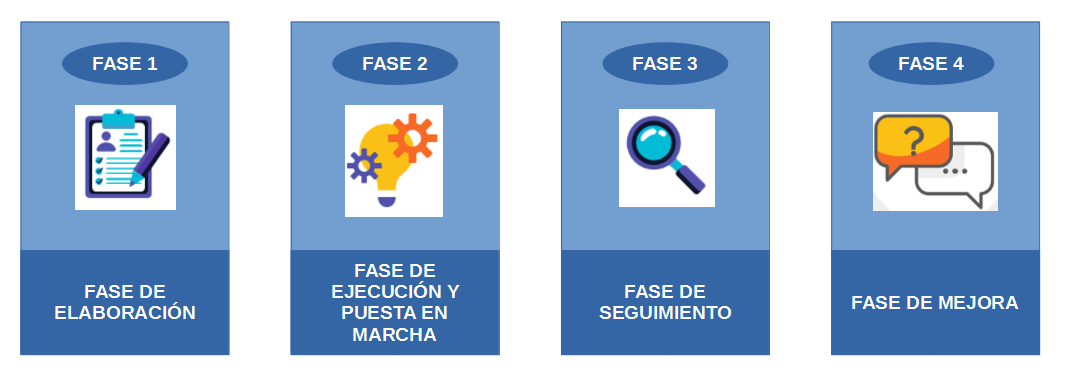 FASE 1
FASE DE
ELABORACIÓN
FASE 2
FASE DE
EJECUCIÓN Y
PUESTA EN
MARCHA
FASE 3
FASE DE
SEGUIMIENTO
FASE 4
?
...
FASE DE MEJORA